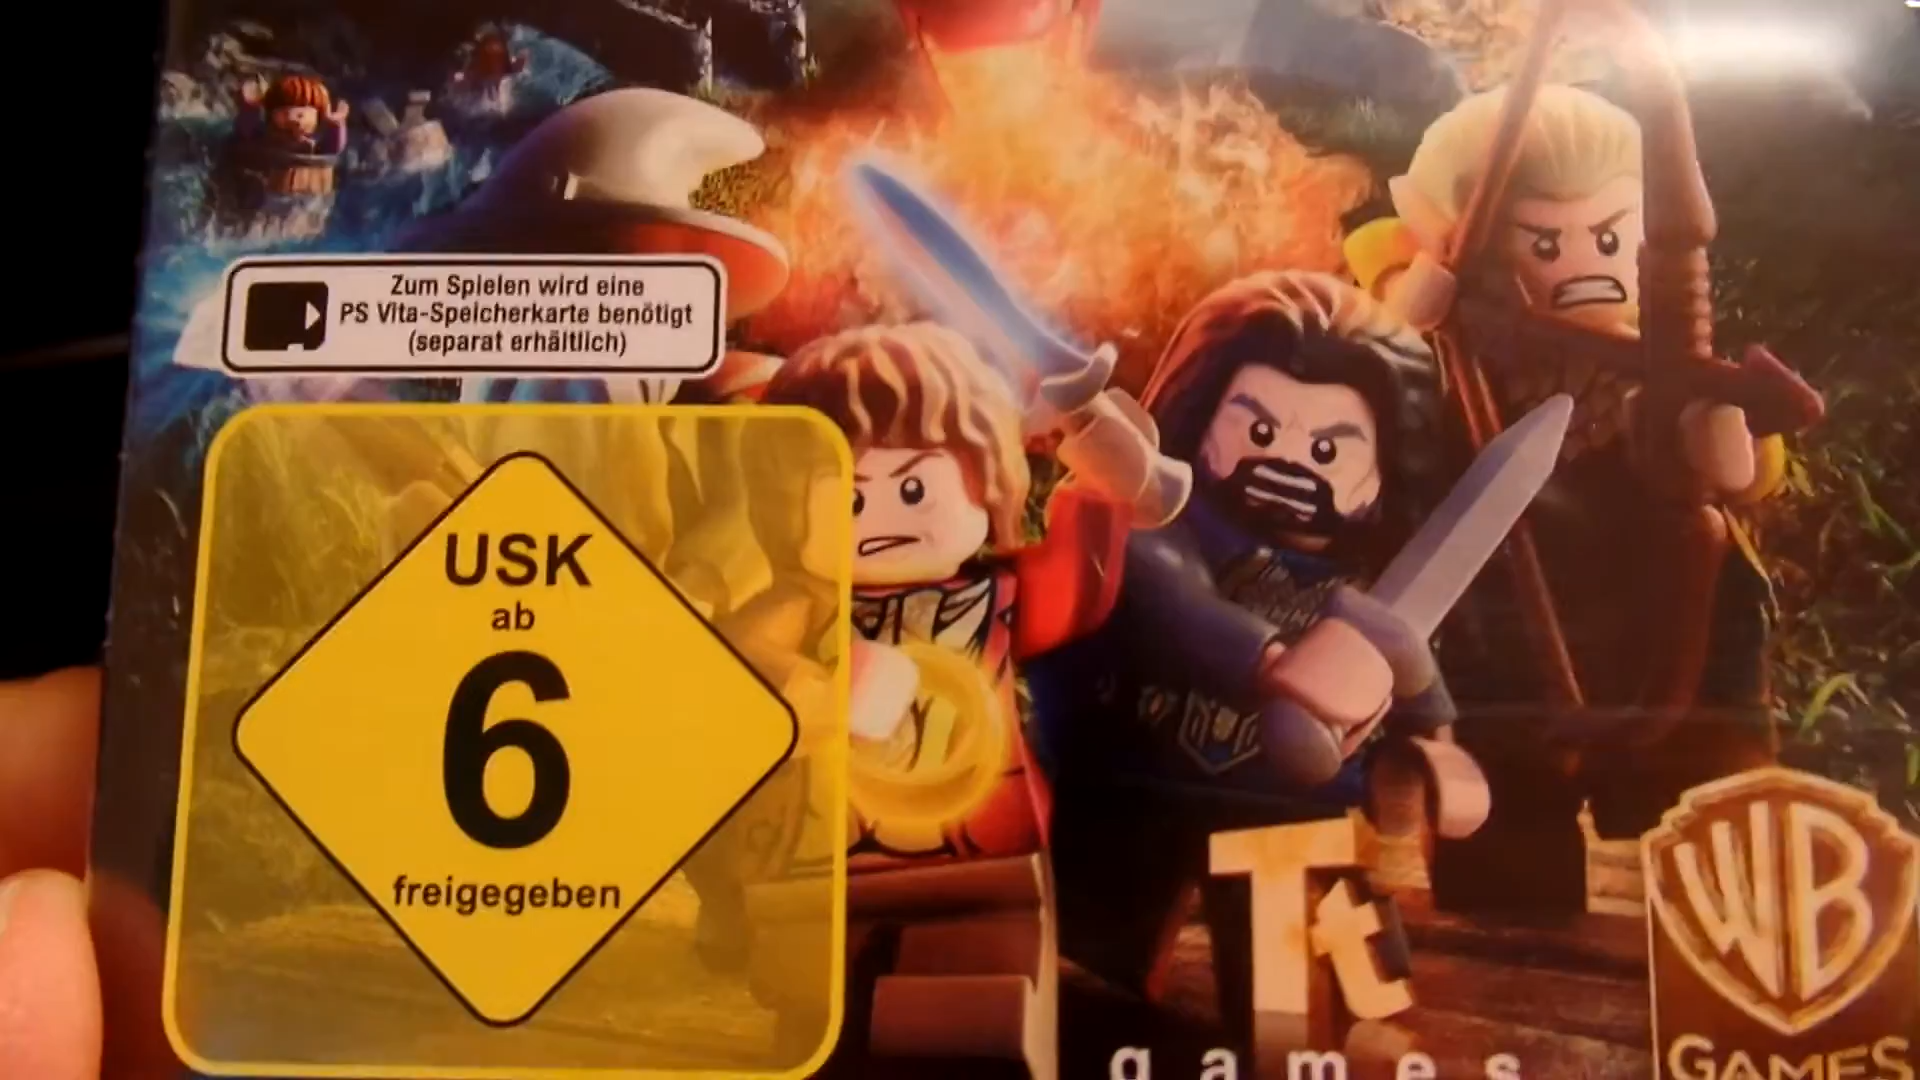 Zum Spielen wird eine
PS Vita-Speicherkarte benötigt
(separat erhältlich)
USK
ab
6
freigegeben
Tt
games
WB
GAMES